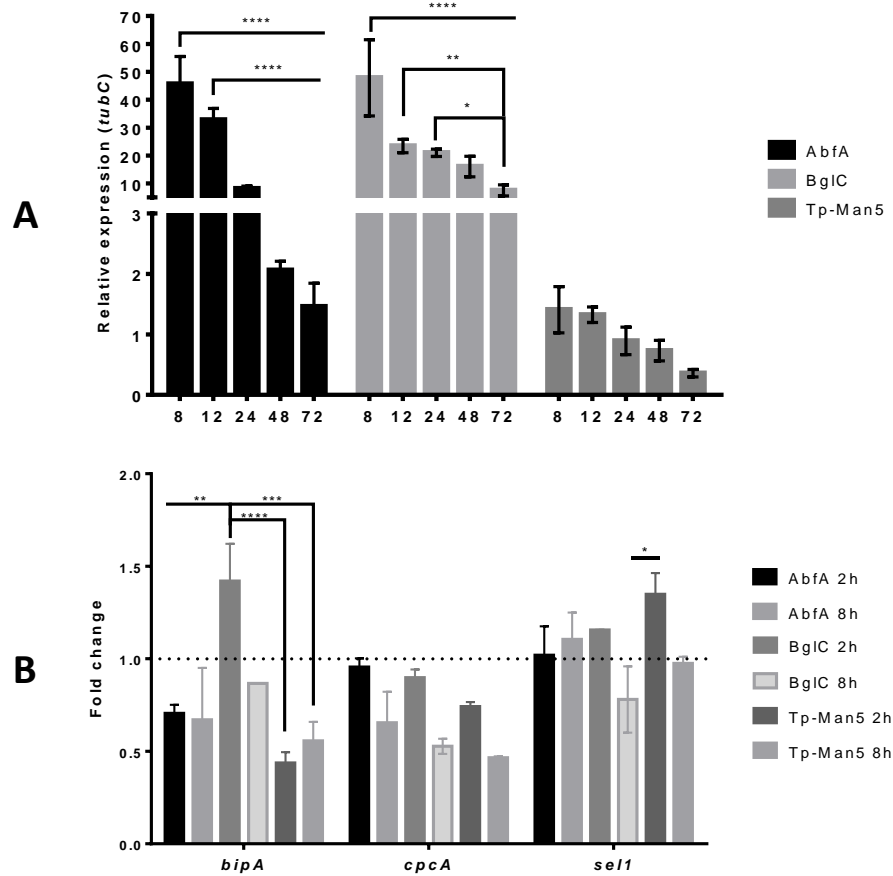 A
Relative expression (tubC)
70
60
50
40
30
20
10
3
2
1
0
****
****
****
**
*
8 12 24 48 72
8 12 24 48 72
8 12 24 48 72
AbfA
BglC
Tp-Man5
B
Fold change
2.0
1.5
1.0
0.5
0.0
** ***
****
*
bipA cpcA sel1
AbfA 2h
AbfA 8h
BglC 2h
BglC 8h
Tp-Man5 2h
Tp-Man5 8h